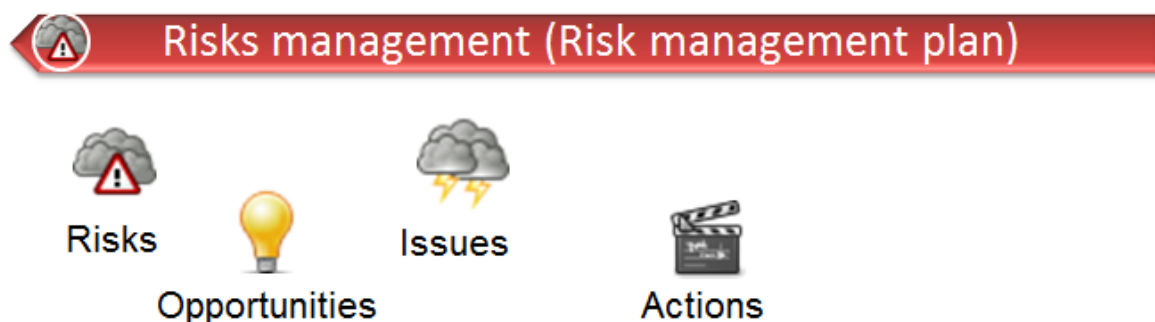 Risks management (Risk management plan)
Risks
Issues
Opportunities
Actions